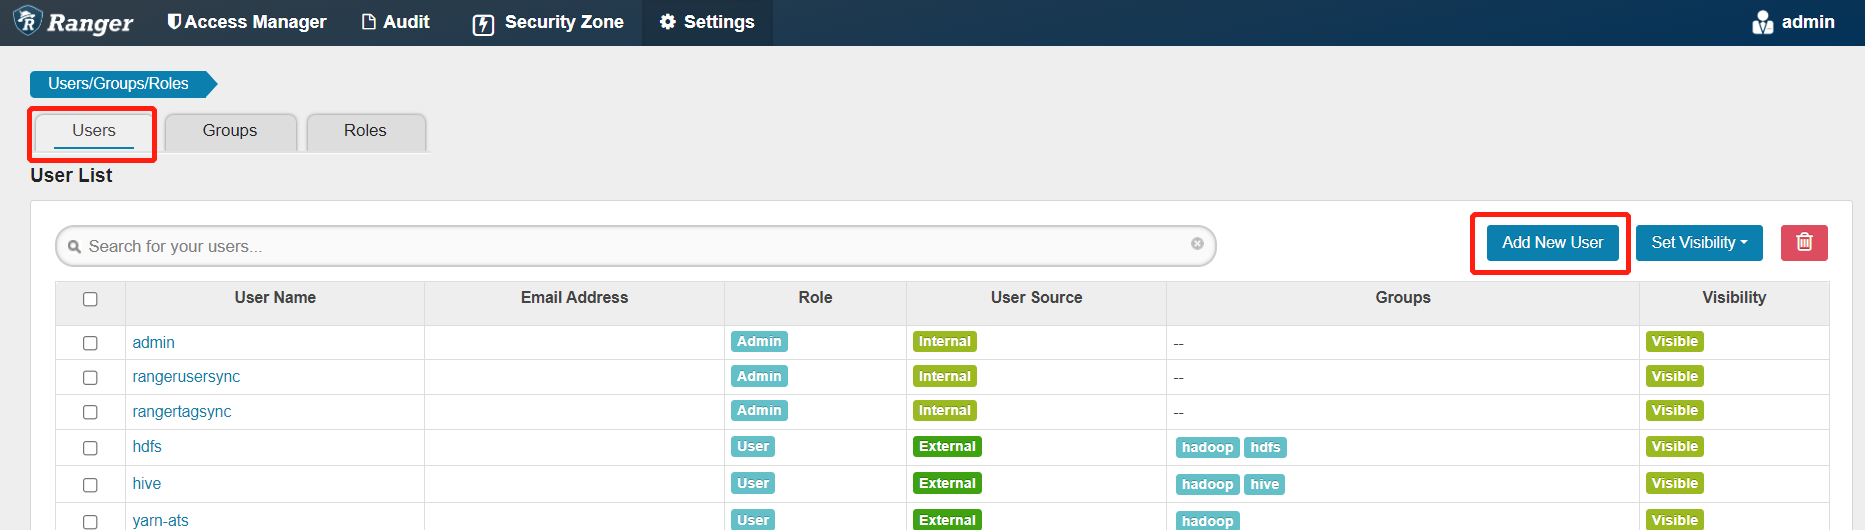 Ranger Access Manager Audit Security Zone Settings admin
Users/Groups/Roles
Users Groups Roles
User List
Search for your users... Add New User Set Visibility
User Name Email Address Role User Source Groups Visibility
admin Admin Internal -- Visible
rangerusersync Admin Internal -- Visible
rangertagsync Admin Internal -- Visible
hdfs User External hadoop hdfs Visible
hive User External hadoop hive Visible
yarn-ats User External hadoop Visible